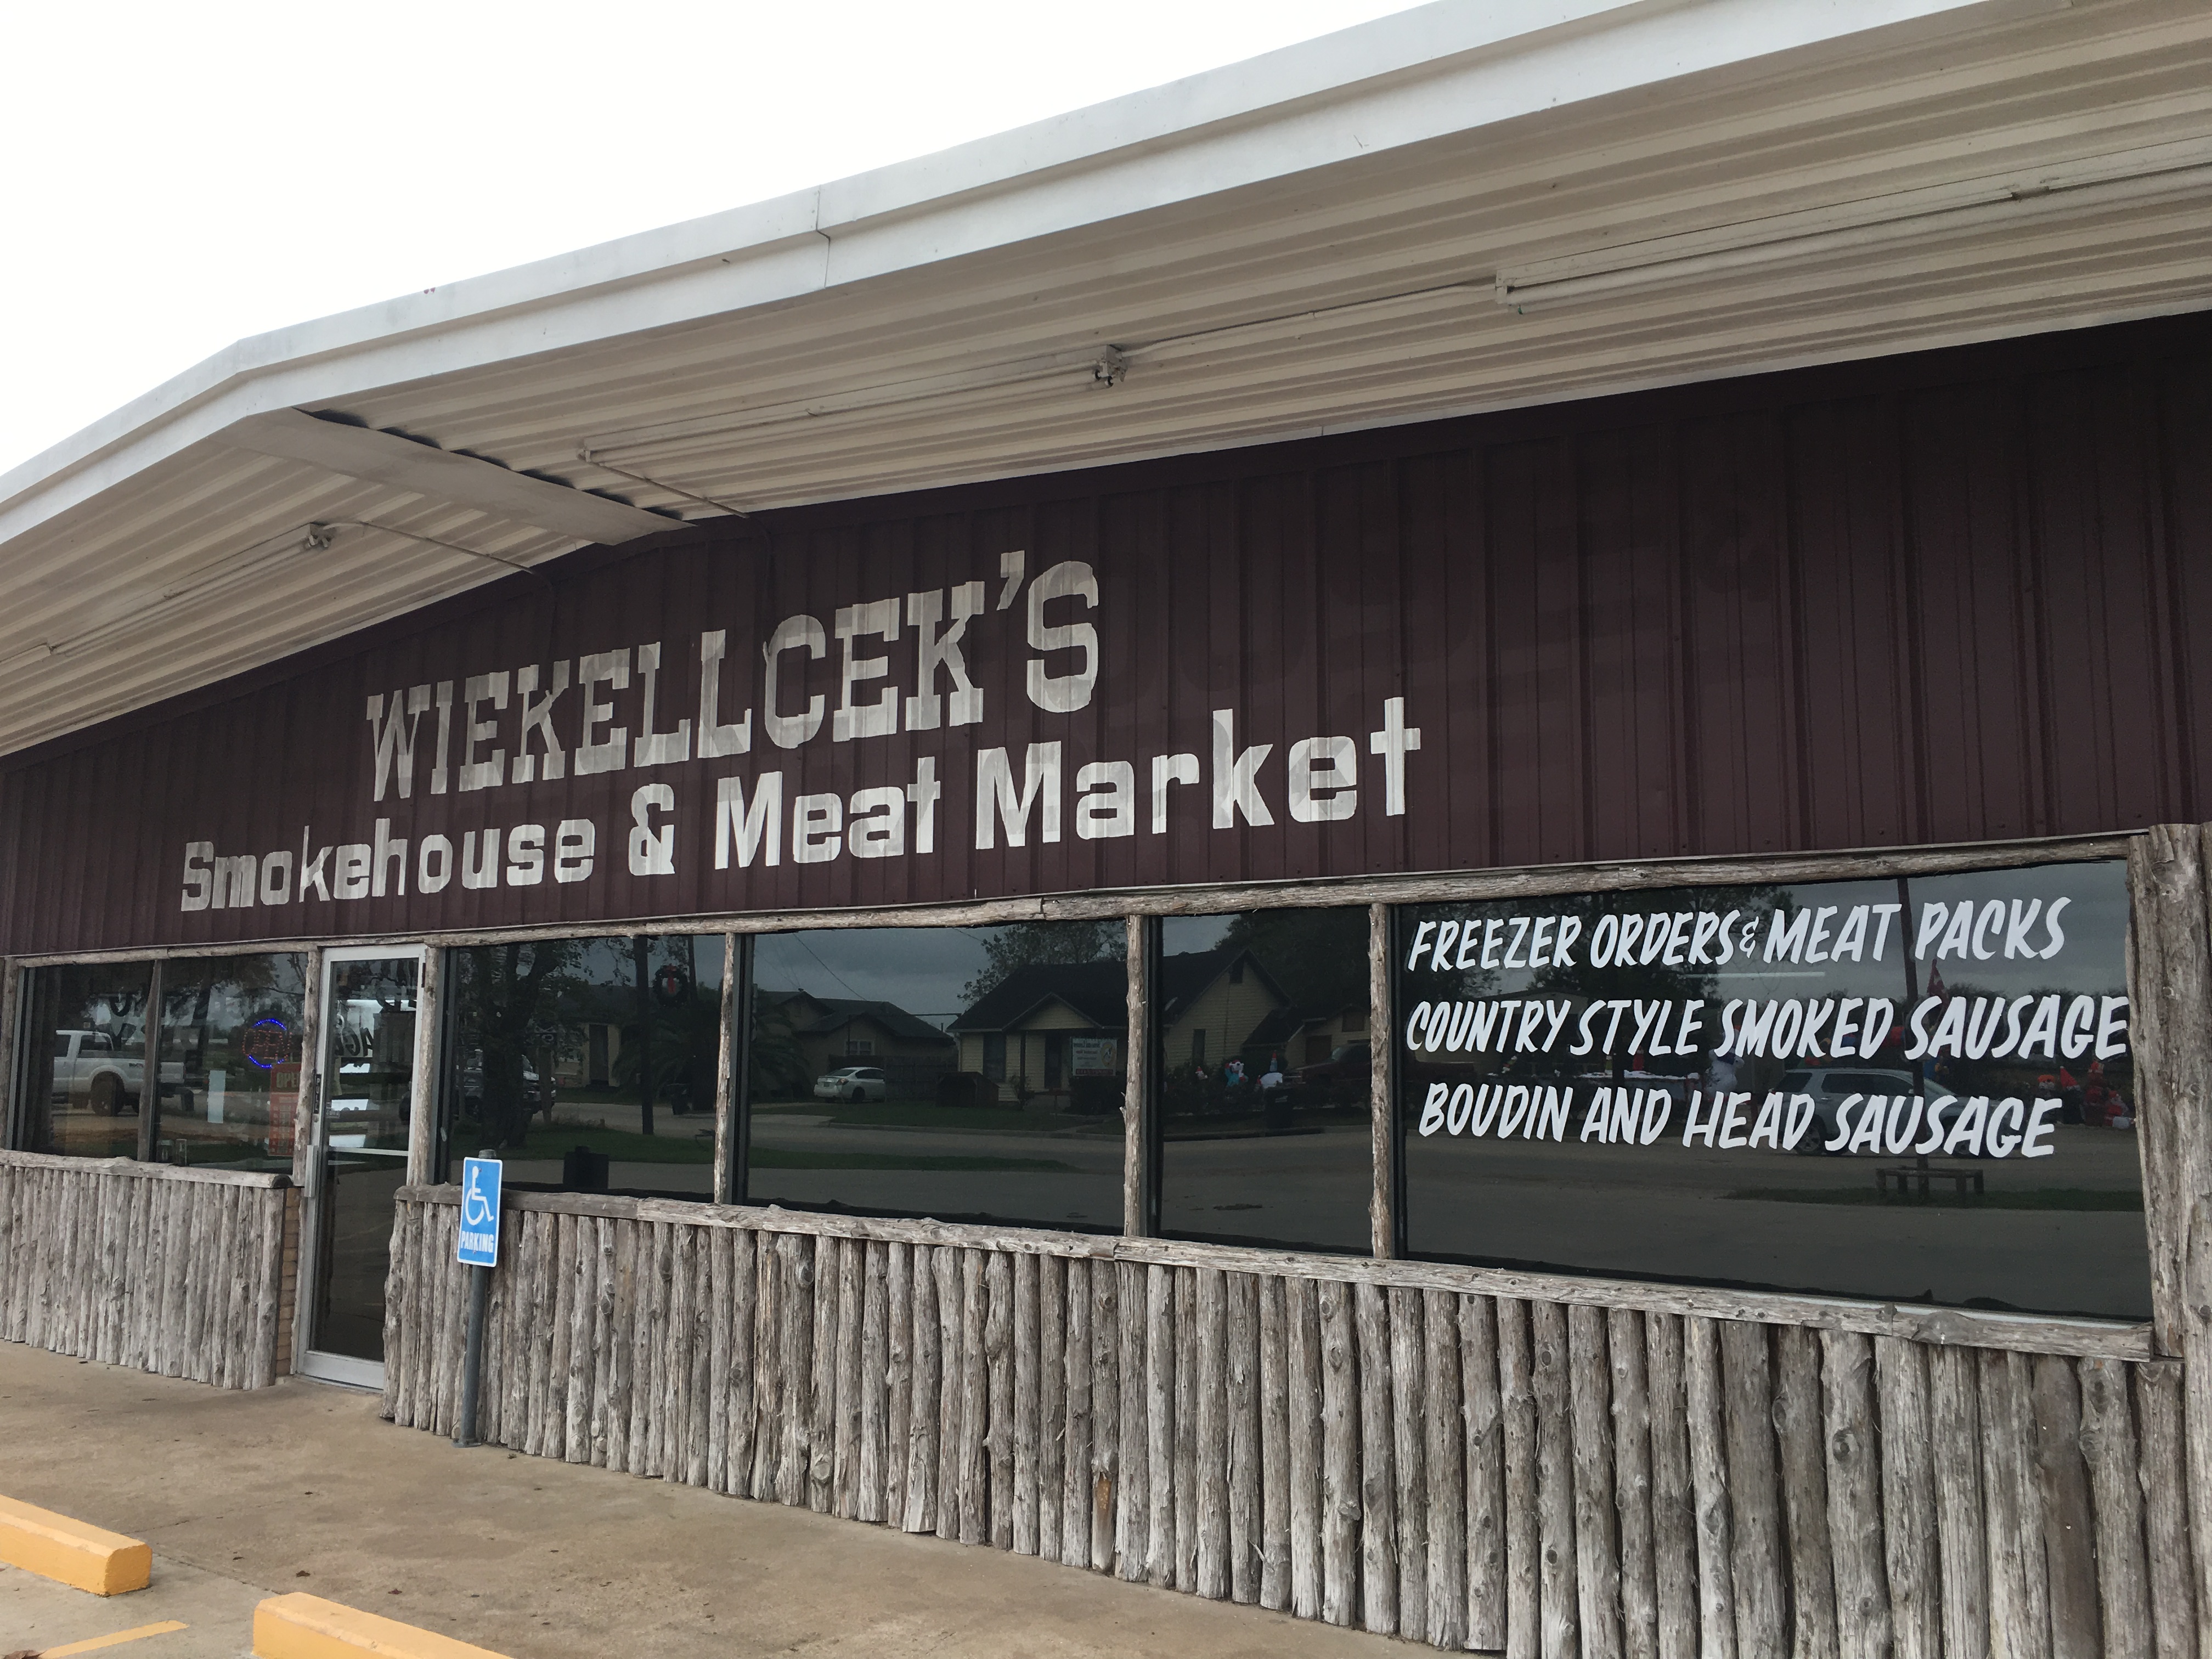 WIEKELLCEK'S
Smokehouse & Meat Market
FREEZER ORDERS & MEAT PACKS
COUNTRY STYLE SMOKED SAUSAGE
BOUDIN AND HEAD SAUSAGE
PARKING